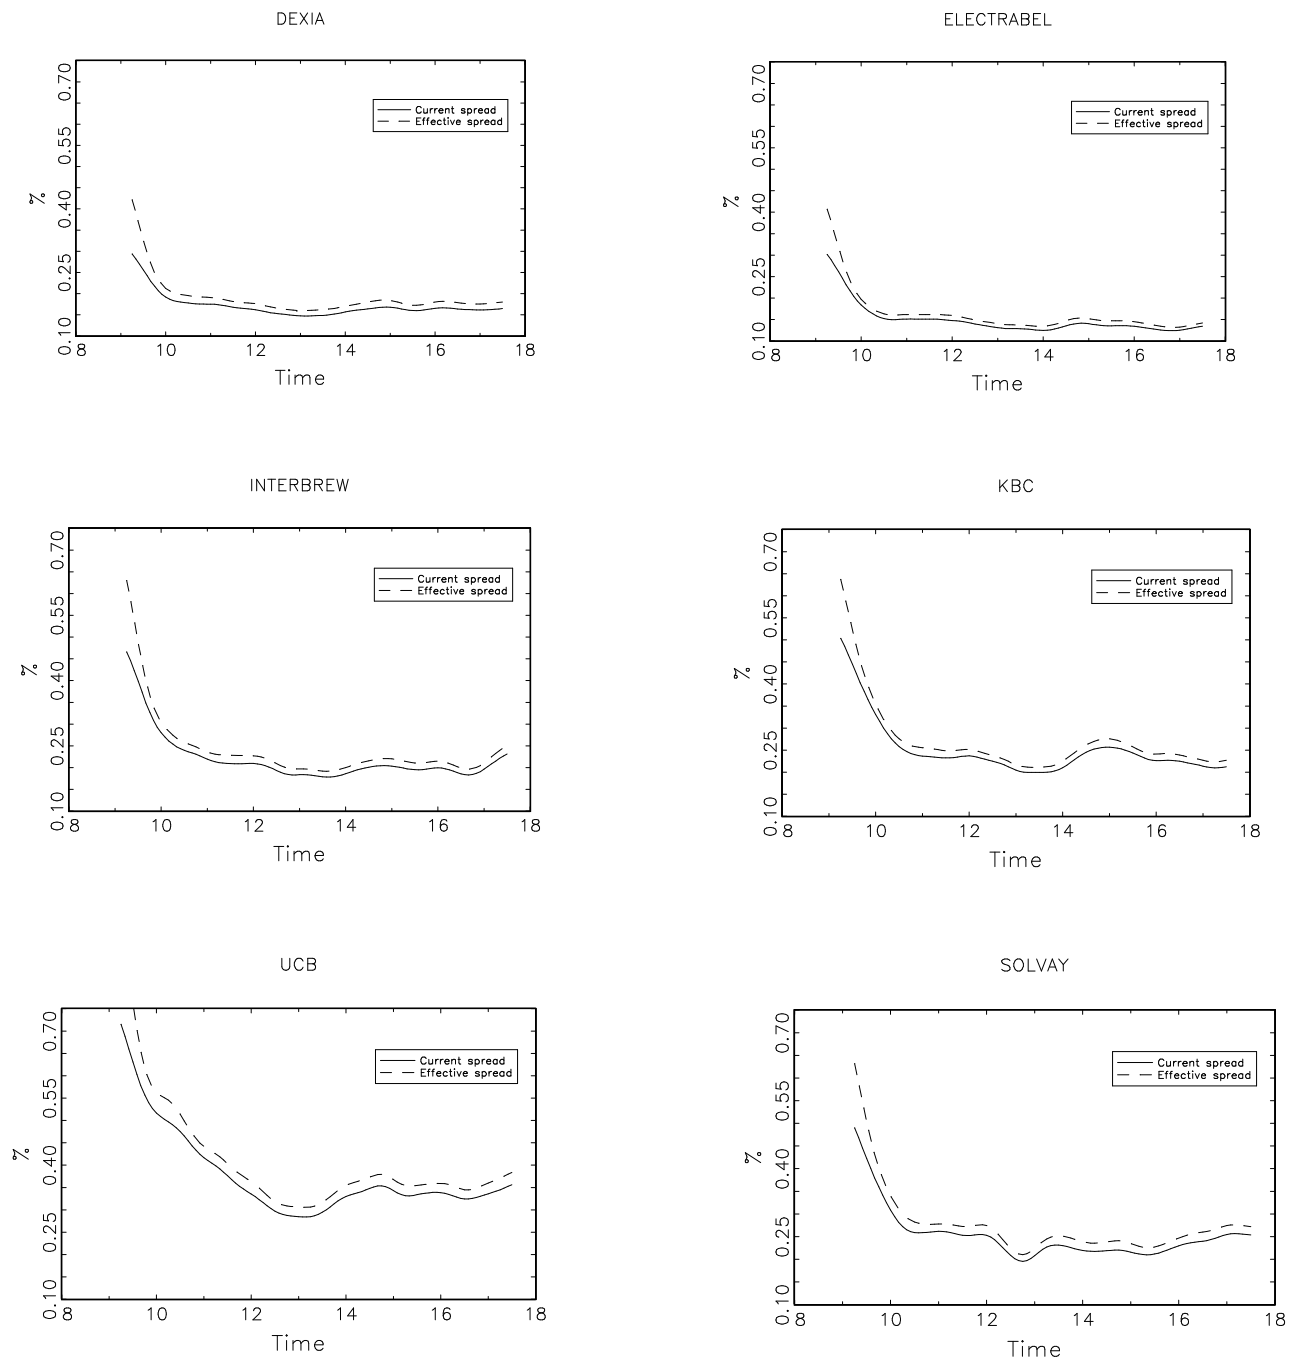 DEXIA
0.70
0.55
0.40
0.25
0.10
%
Current spread
Effective spread
8 10 12 14 16 18
Time
ELECTRABEL
0.70
0.55
0.40
0.25
0.10
%
Current spread
Effective spread
8 10 12 14 16 18
Time
INTERBREW
0.70
0.55
0.40
0.25
0.10
%
Current spread
Effective spread
8 10 12 14 16 18
Time
KBC
0.70
0.55
0.40
0.25
0.10
%
Current spread
Effective spread
8 10 12 14 16 18
Time
UCB
0.70
0.55
0.40
0.25
0.10
%
Current spread
Effective spread
8 10 12 14 16 18
Time
SOLVAY
0.70
0.55
0.40
0.25
0.10
%
Current spread
Effective spread
8 10 12 14 16 18
Time